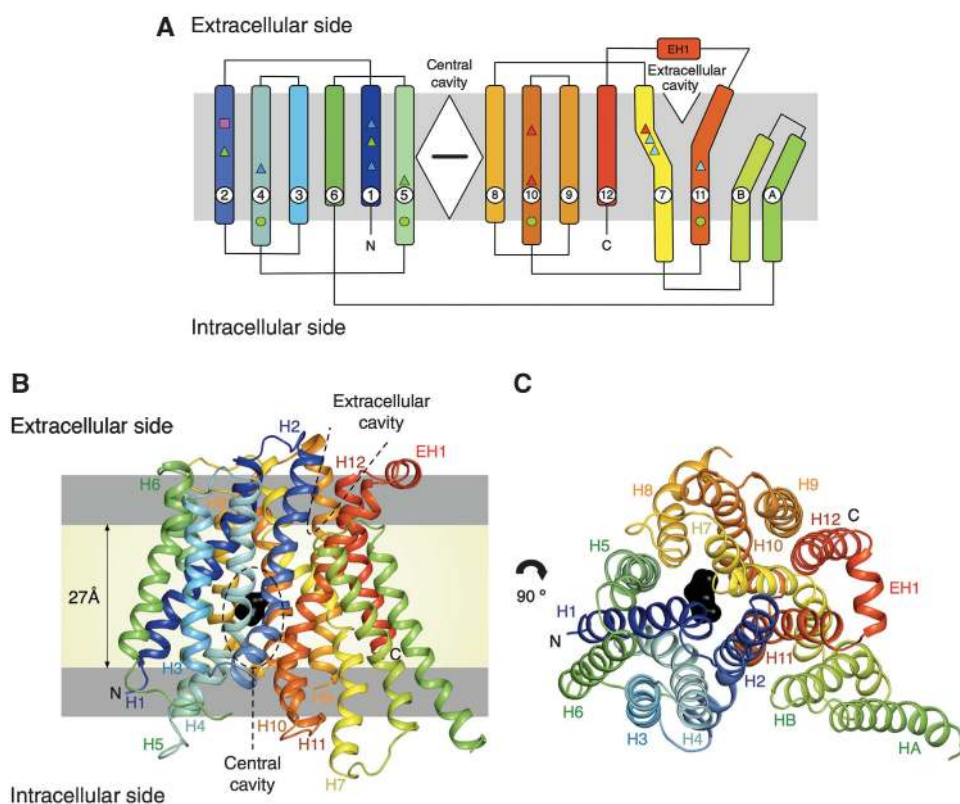 A
Extracellular side
EH1
Central
cavity
Extracellular
cavity
2
4
3
6
1
5
8
10
9
12
7
11
B
A
N
C
Intracellular side
B
Extracellular side
H2
Extracellular
cavity
H12
EH1
H6
27Å
H3
C
N
H1
H4
H5
H10
H11
H7
Central
cavity
Intracellular side
C
90 °
H8
H9
H7
H10
H12
C
H5
EH1
H1
N
H11
H2
H6
H3
H4
HB
HA